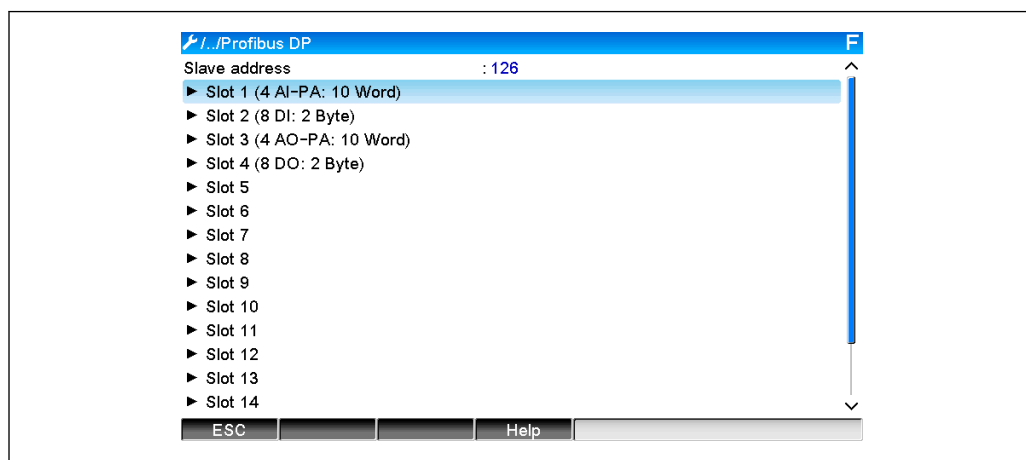 /../Profibus DP F
Slave address : 126
► Slot 1 (4 AI-PA: 10 Word)
► Slot 2 (8 DI: 2 Byte)
► Slot 3 (4 AO-PA: 10 Word)
► Slot 4 (8 DO: 2 Byte)
► Slot 5
► Slot 6
► Slot 7
► Slot 8
► Slot 9
► Slot 10
► Slot 11
► Slot 12
► Slot 13
► Slot 14
ESC Help